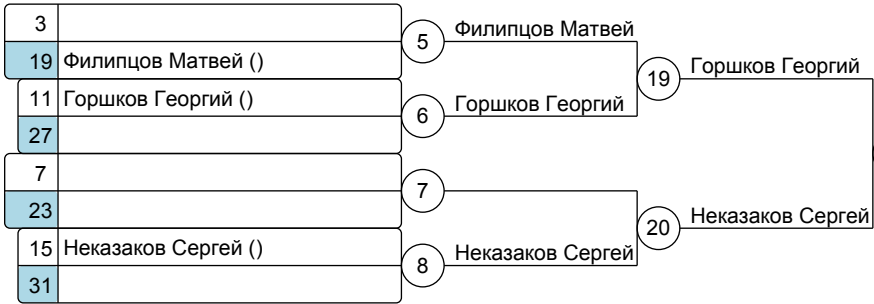 3
19 Филипцов Матвей ()
11 Горшков Георгий ()
27
7
23
15 Неказаков Сергей ()
31
5
6
7
8
Филипцов Матвей
Горшков Георгий
Неказаков Сергей
19
20
Горшков Георгий
Неказаков Сергей